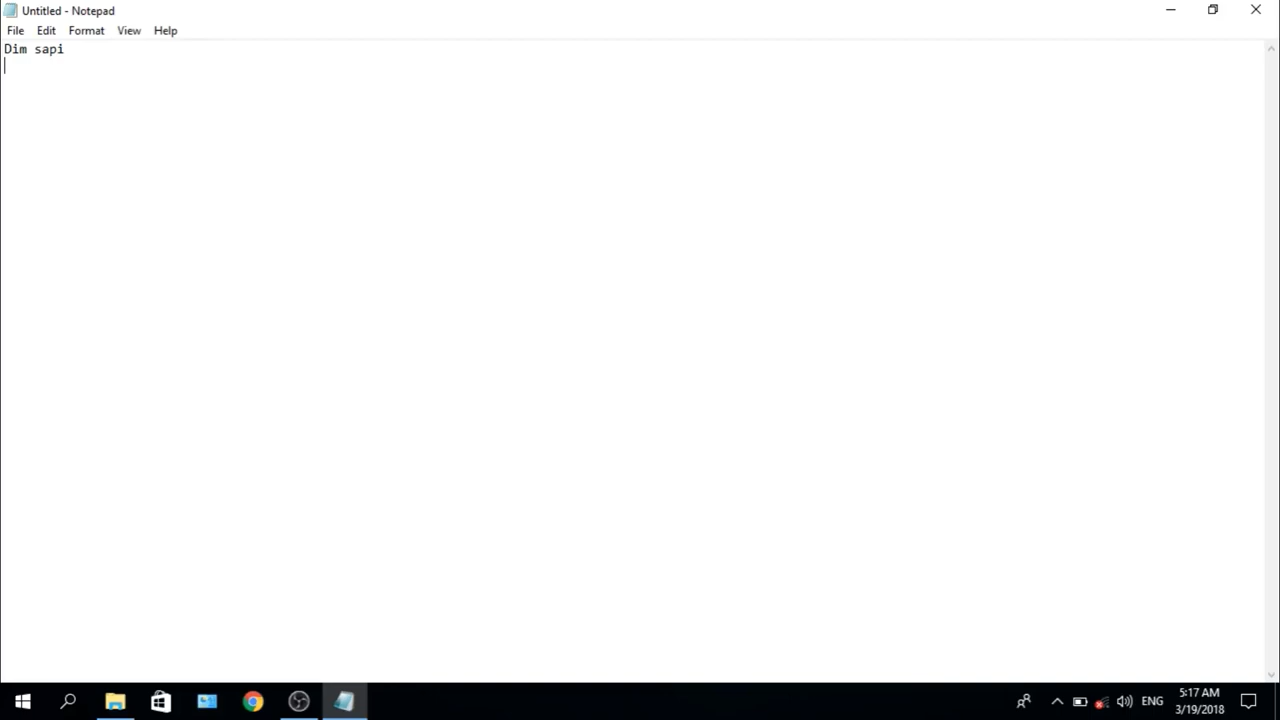 Untitled - Notepad
File Edit Format View Help
Dim sapi
ENG
5:17 AM
3/19/2018